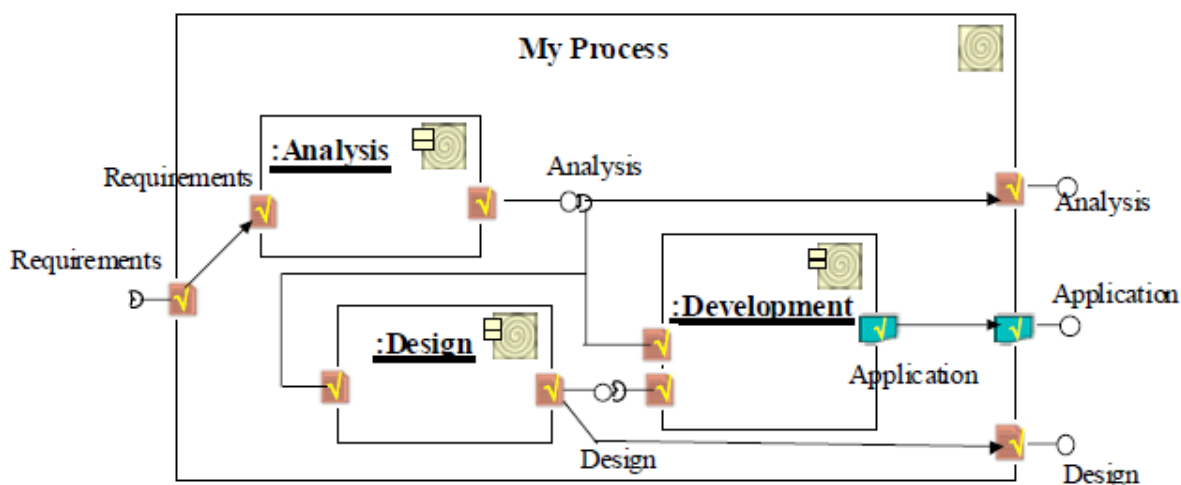 My Process
:Analysis
Requirements
Analysis
Analysis
Requirements
:Development
Application
:Design
Application
Design
Design